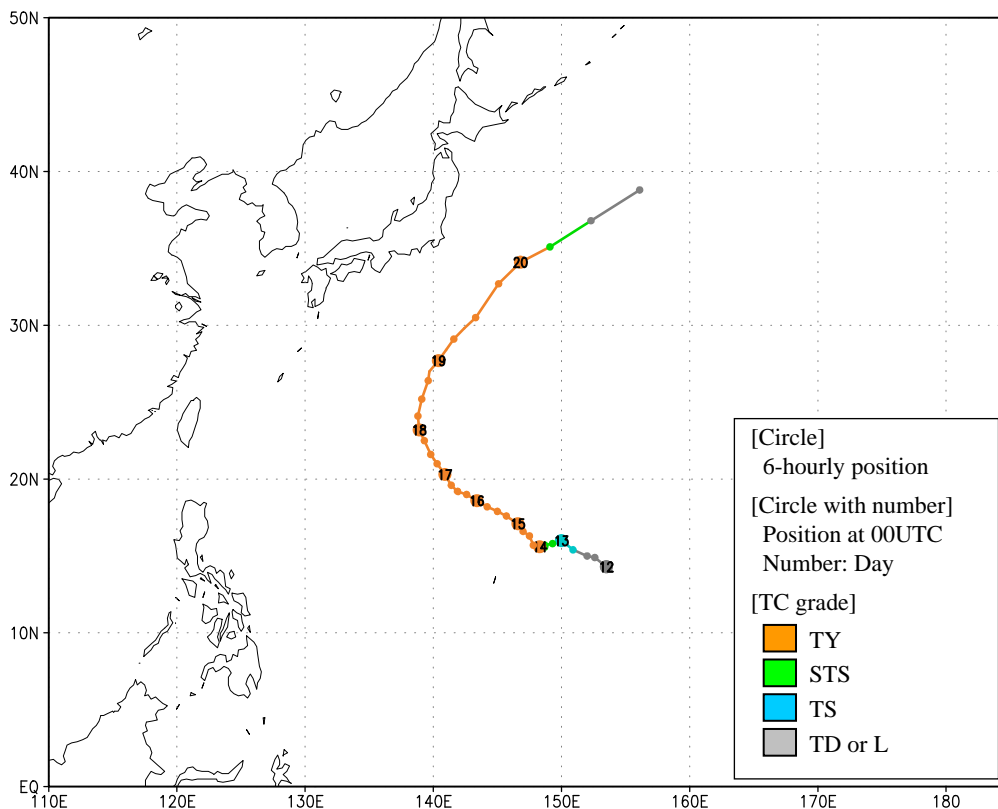 50N
40N
30N
20N
10N
EQ
110E 120E 130E 140E 150E 160E 170E 180
20
19
18
17
16
15
14
13
12
[Circle]
6-hourly position
[Circle with number]
Position at 00UTC
Number: Day
[TC grade]
TY
STS
TS
TD or L